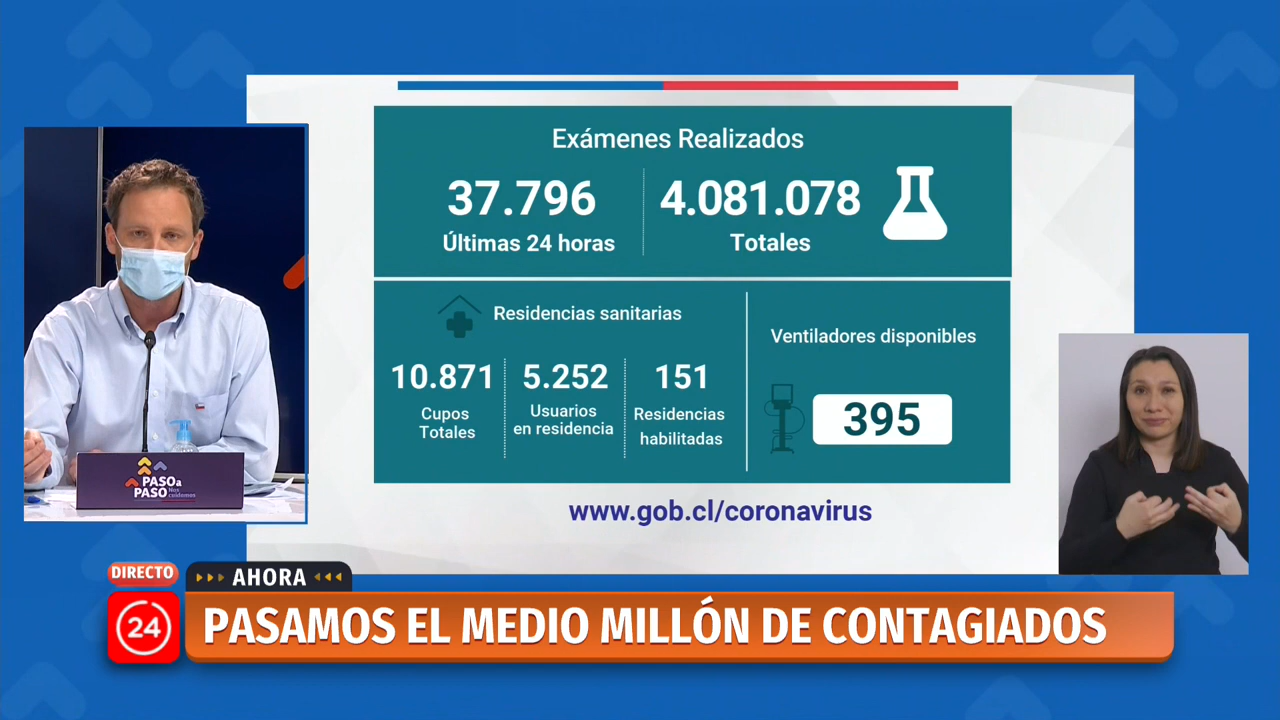 Exámenes Realizados
37.796
4.081.078
Últimas 24 horas
Totales
Residencias sanitarias
10.871
5.252
151
Cupos
Totales
Usuarios
en residencia
Residencias
habilitadas
Ventiladores disponibles
395
www.gob.cl/coronavirus
PASO a
PASO Nos
cuidamos
DIRECTO
AHORA
24
PASAMOS EL MEDIO MILLÓN DE CONTAGIADOS